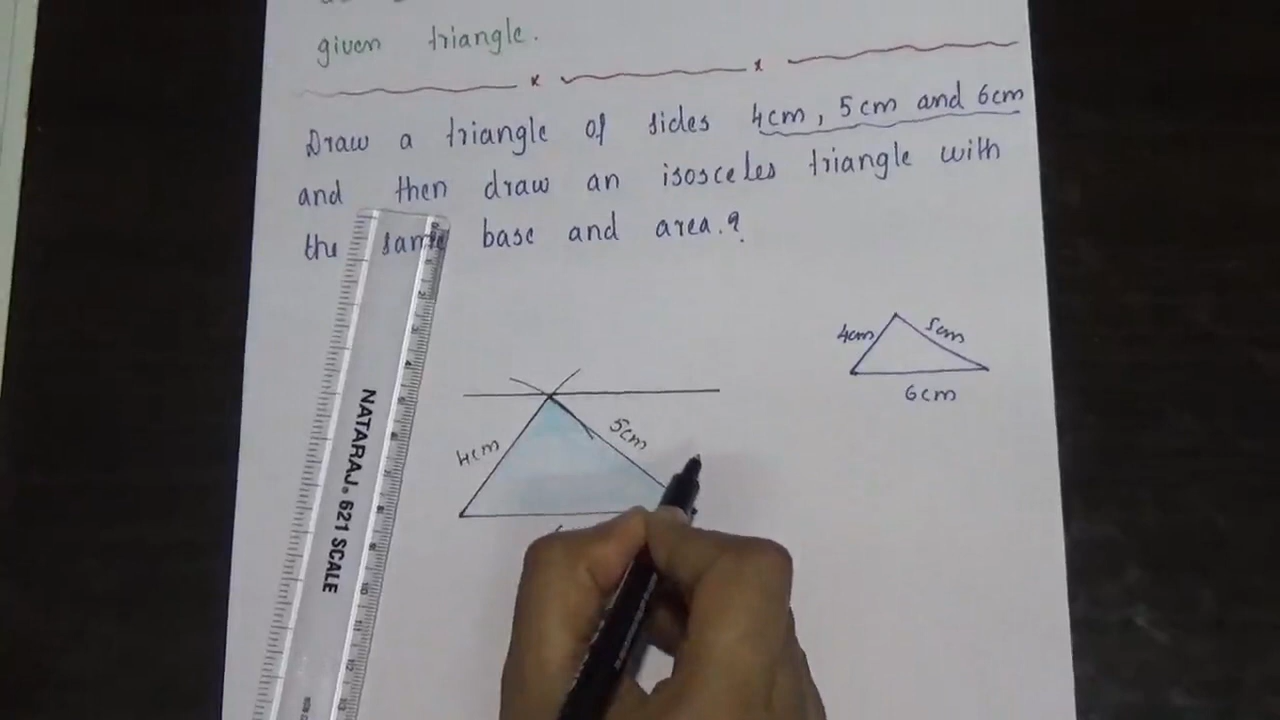 given triangle.
Draw a triangle of sides 4cm, 5cm and 6cm
and then draw an isosceles triangle with
the same base and area.?
4cm
5cm
6cm
4cm
5cm
NATARAJ 621 SCALE